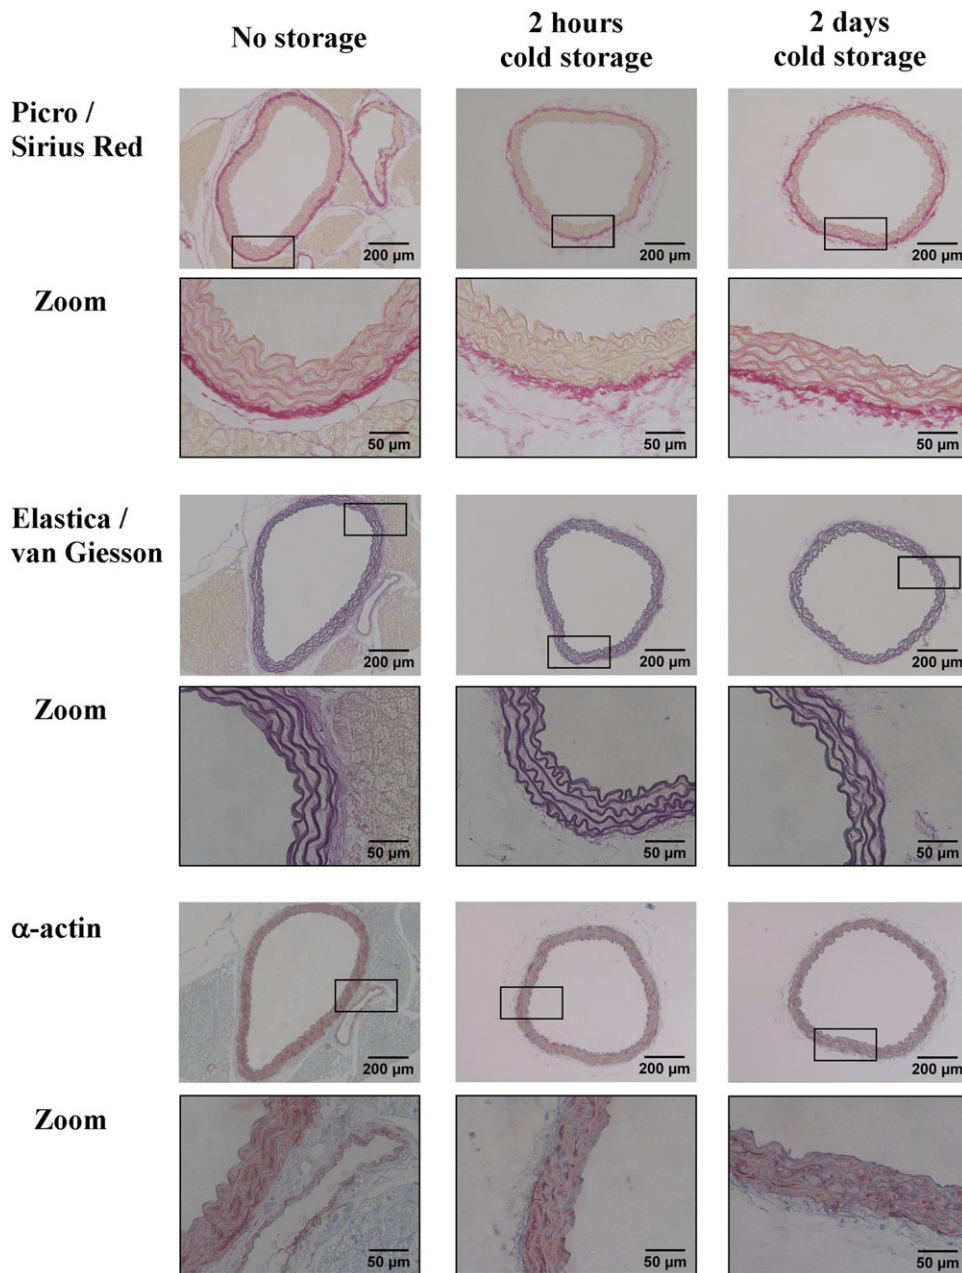 No storage
2 hours
cold storage
2 days
cold storage
Picro /
Sirius Red
200 µm
200 µm
200 µm
Zoom
50 µm
50 µm
50 µm
Elastica /
van Giesson
200 µm
200 µm
200 µm
Zoom
50 µm
50 µm
50 µm
α-actin
200 µm
200 µm
200 µm
Zoom
50 µm
50 µm
50 µm